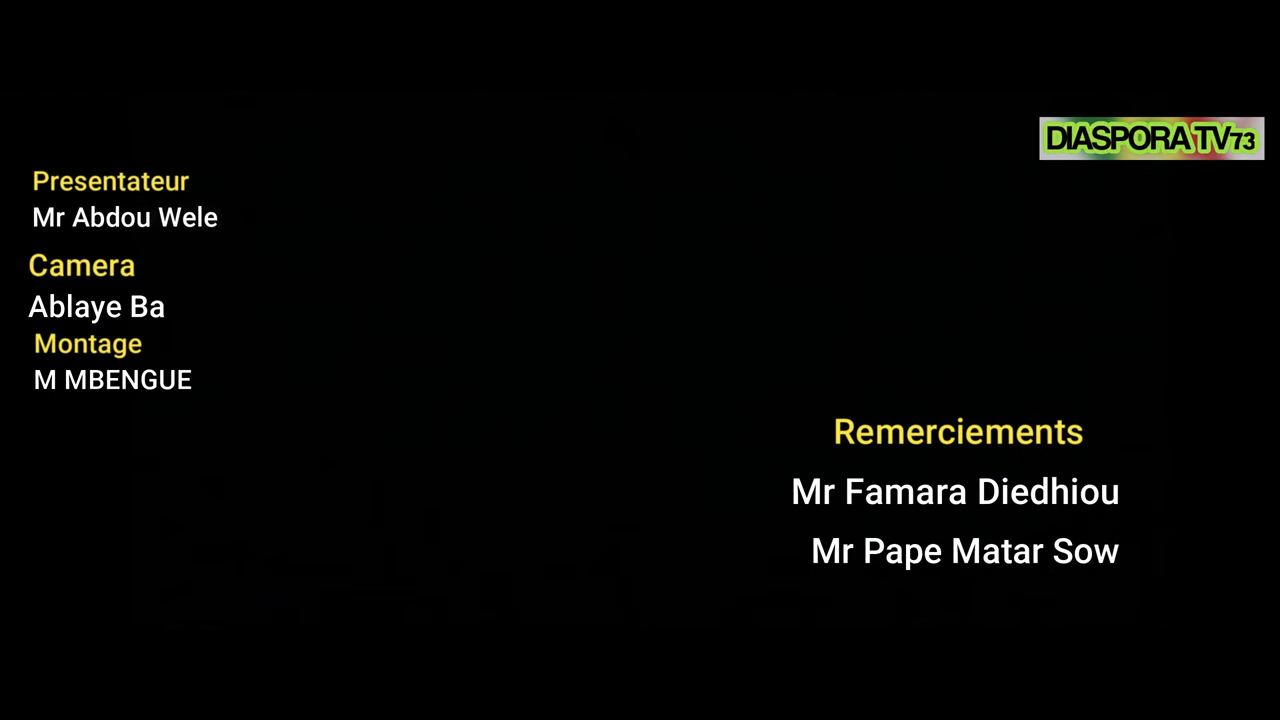 DIASPORA TV73
Presentateur
Mr Abdou Wele
Camera
Ablaye Ba
Montage
M MBENGUE
Remerciements
Mr Famara Diedhiou
Mr Pape Matar Sow